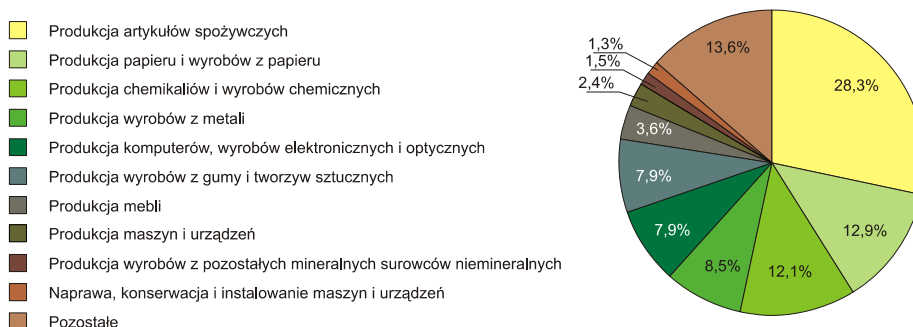 Produkcja artykułów spożywczych
Produkcja papieru i wyrobów z papieru
Produkcja chemikaliów i wyrobów chemicznych
Produkcja wyrobów z metali
Produkcja komputerów, wyrobów elektronicznych i optycznych
Produkcja wyrobów z gumy i tworzyw sztucznych
Produkcja mebli
Produkcja maszyn i urządzeń
Produkcja wyrobów z pozostałych mineralnych surowców niemineralnych
Naprawa, konserwacja i instalowanie maszyn i urządzeń
Pozostałe
28,3%
12,9%
12,1%
8,5%
7,9%
7,9%
3,6%
2,4%
1,5%
1,3%
13,6%